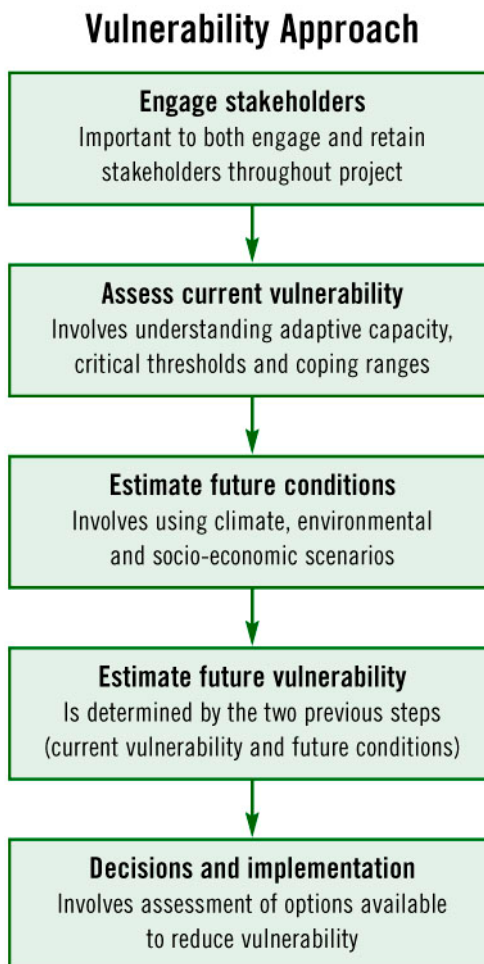 Vulnerability Approach
Engage stakeholders
Important to both engage and retain
stakeholders throughout project
Assess current vulnerability
Involves understanding adaptive capacity,
critical thresholds and coping ranges
Estimate future conditions
Involves using climate, environmental
and socio-economic scenarios
Estimate future vulnerability
Is determined by the two previous steps
(current vulnerability and future conditions)
Decisions and implementation
Involves assessment of options available
to reduce vulnerability